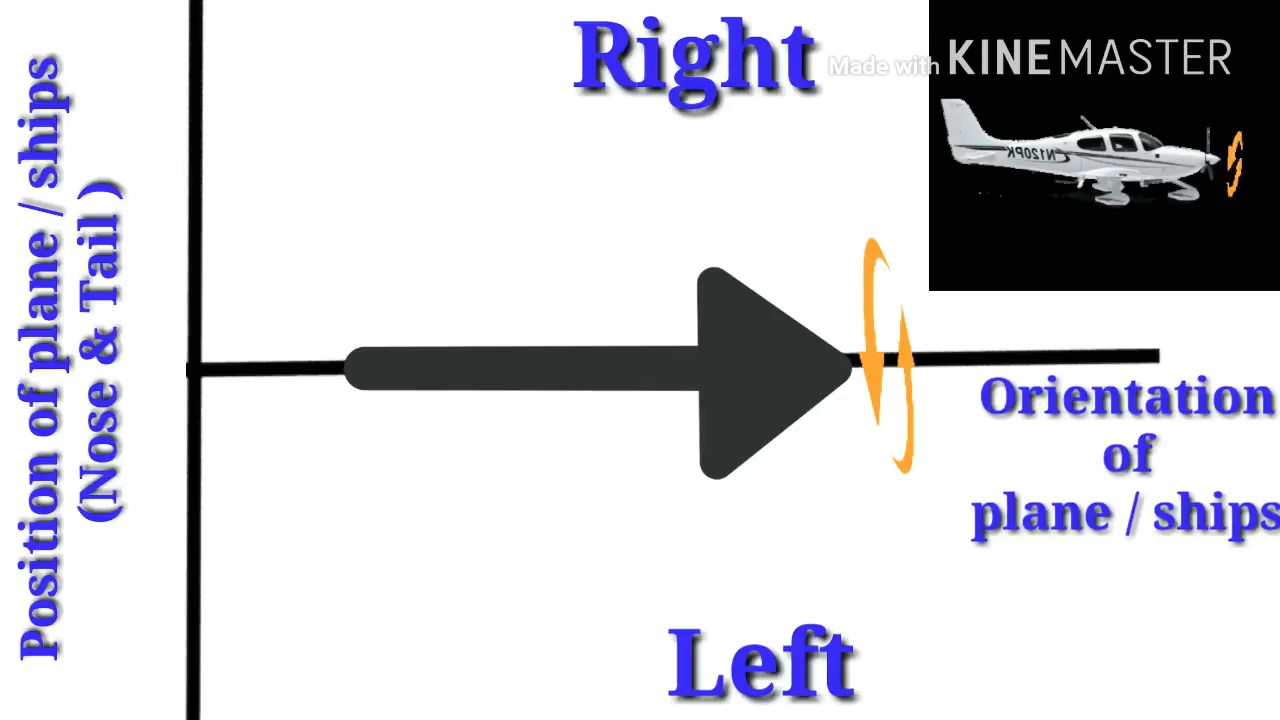 Right
Made with KINEMASTER
N120PK
Position of plane / ships
(Nose & Tail )
Orientation
of
plane / ships
Left